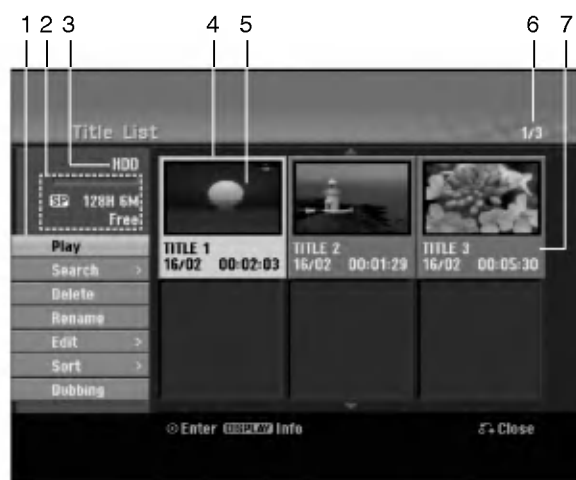 1 2 3 4 5 6 7
Title List 1/3
HDD
SP 128H 6M
Free
Play
Search >
Delete
Rename
Edit >
Sort >
Dubbing
TITLE 1
16/02 00:02:03
TITLE 2
16/02 00:01:29
TITLE 3
16/02 00:05:30
Enter DISPLAY Info Close